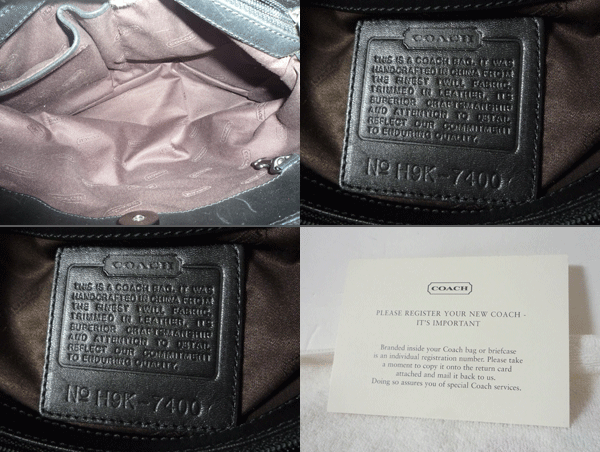 COACH
THIS IS A COACH BAG. IT WAS
HANDCRAFTED IN CHINA FROM
THE FINEST TWILL FABRIC,
TRIMMED IN LEATHER. ITS
SUPERIOR CRAFTSMANSHIP
AND ATTENTION TO DETAIL
REFLECT OUR COMMITMENT
TO ENDURING QUALITY.
No H9K-7400
COACH
THIS IS A COACH BAG. IT WAS
HANDCRAFTED IN CHINA FROM
THE FINEST TWILL FABRIC,
TRIMMED IN LEATHER. ITS
SUPERIOR CRAFTSMANSHIP
AND ATTENTION TO DETAIL
REFLECT OUR COMMITMENT
TO ENDURING QUALITY.
No H9K-7400
COACH
PLEASE REGISTER YOUR NEW COACH -
IT'S IMPORTANT
Branded inside your Coach bag or briefcase
is an individual registration number. Please take
a moment to copy it onto the return card
attached and mail it back to us.
Doing so assures you of special Coach services.